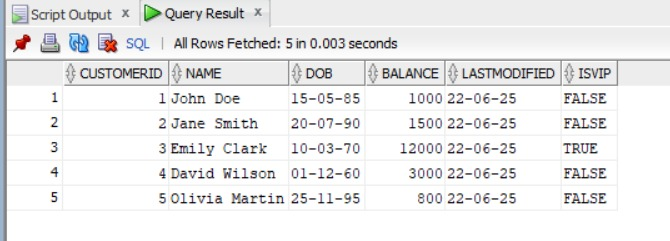 Script Output x Query Result x
SQL | All Rows Fetched: 5 in 0.003 seconds
CUSTOMERID NAME DOB BALANCE LASTMODIFIED ISVIP
1 1 John Doe 15-05-85 1000 22-06-25 FALSE
2 2 Jane Smith 20-07-90 1500 22-06-25 FALSE
3 3 Emily Clark 10-03-70 12000 22-06-25 TRUE
4 4 David Wilson 01-12-60 3000 22-06-25 FALSE
5 5 Olivia Martin 25-11-95 800 22-06-25 FALSE